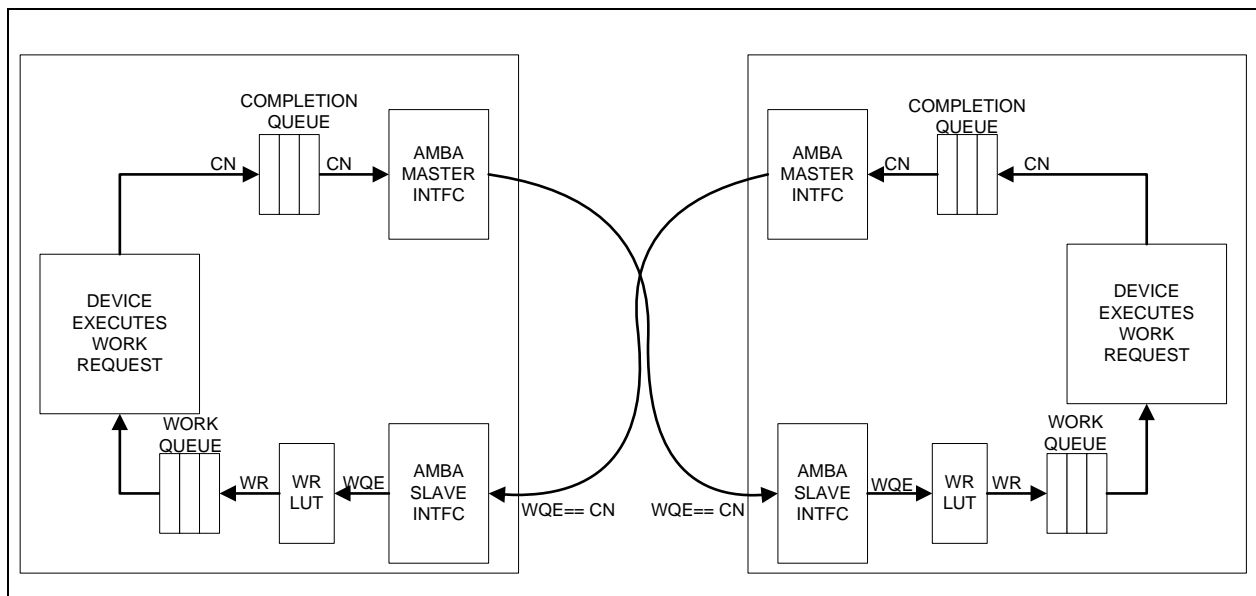 COMPLETION
QUEUE
CN
CN
AMBA
MASTER
INTFC
DEVICE
EXECUTES
WORK
REQUEST
WORK
QUEUE
WR
WR
LUT
WQE
AMBA
SLAVE
INTFC
WQE== CN
COMPLETION
QUEUE
AMBA
MASTER
INTFC
CN
CN
DEVICE
EXECUTES
WORK
REQUEST
WQE== CN
AMBA
SLAVE
INTFC
WQE
WR
LUT
WR
WORK
QUEUE